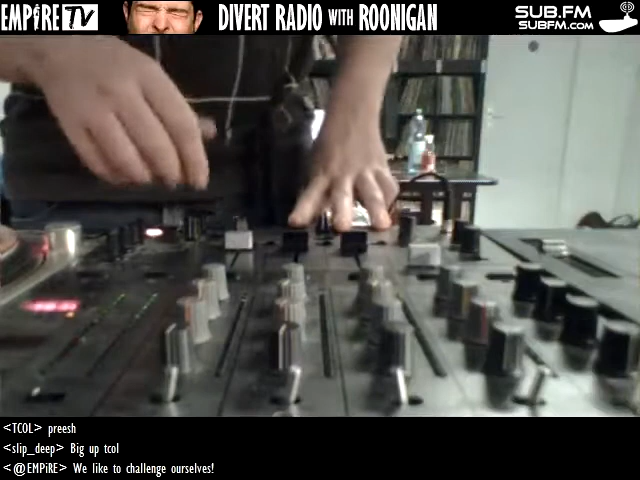 EMPiRE TV DIVERT RADIO WITH ROONIGAN SUB.FM
SUBFM.COM
<TCOL> preesh
<slip_deep> Big up tcol
<@EMPiRE> We like to challenge ourselves!